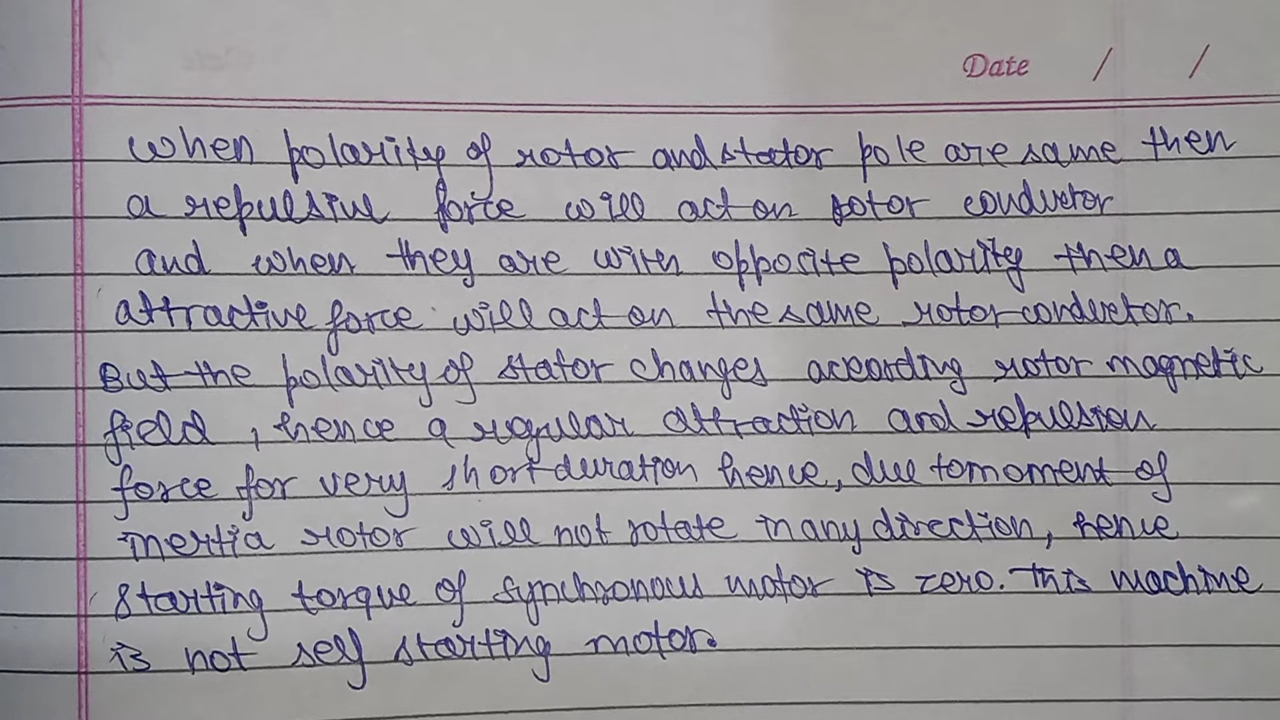 Date / /
When polarity of rotor and stator pole are same then
a repulsive force will act on rotor conductor
and when they are with opposite polarity then a
attractive force will act on the same rotor conductor.
But the polarity of stator changes according rotor magnetic
field, hence a regular attraction and repulsion
force for very short duration hence, due to moment of
inertia rotor will not rotate in any direction, hence
starting torque of synchronous motor is zero. This machine
is not self starting motor.